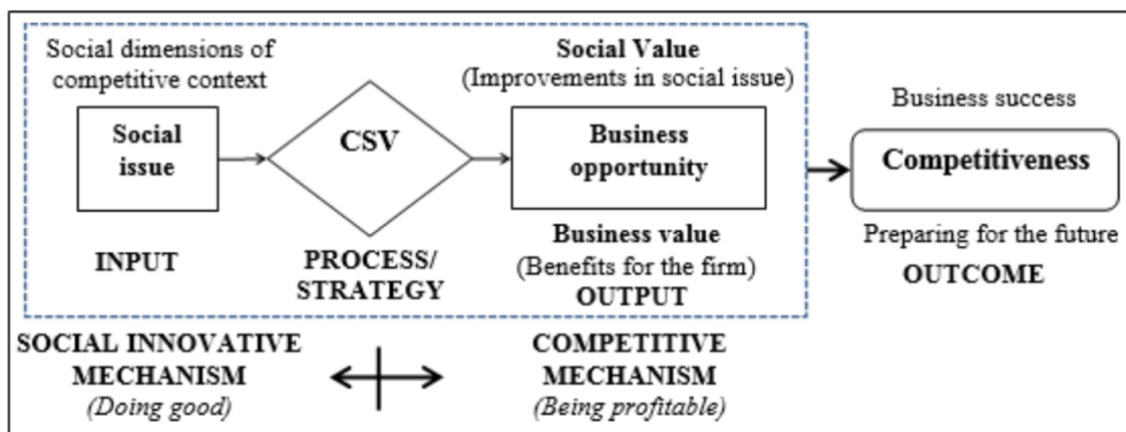 Social dimensions of
competitive context
Social
issue
INPUT
CSV
PROCESS/
STRATEGY
Social Value
(Improvements in social issue)
Business
opportunity
Business value
(Benefits for the firm)
OUTPUT
Business success
Competitiveness
Preparing for the future
OUTCOME
SOCIAL INNOVATIVE
MECHANISM
(Doing good)
COMPETITIVE
MECHANISM
(Being profitable)